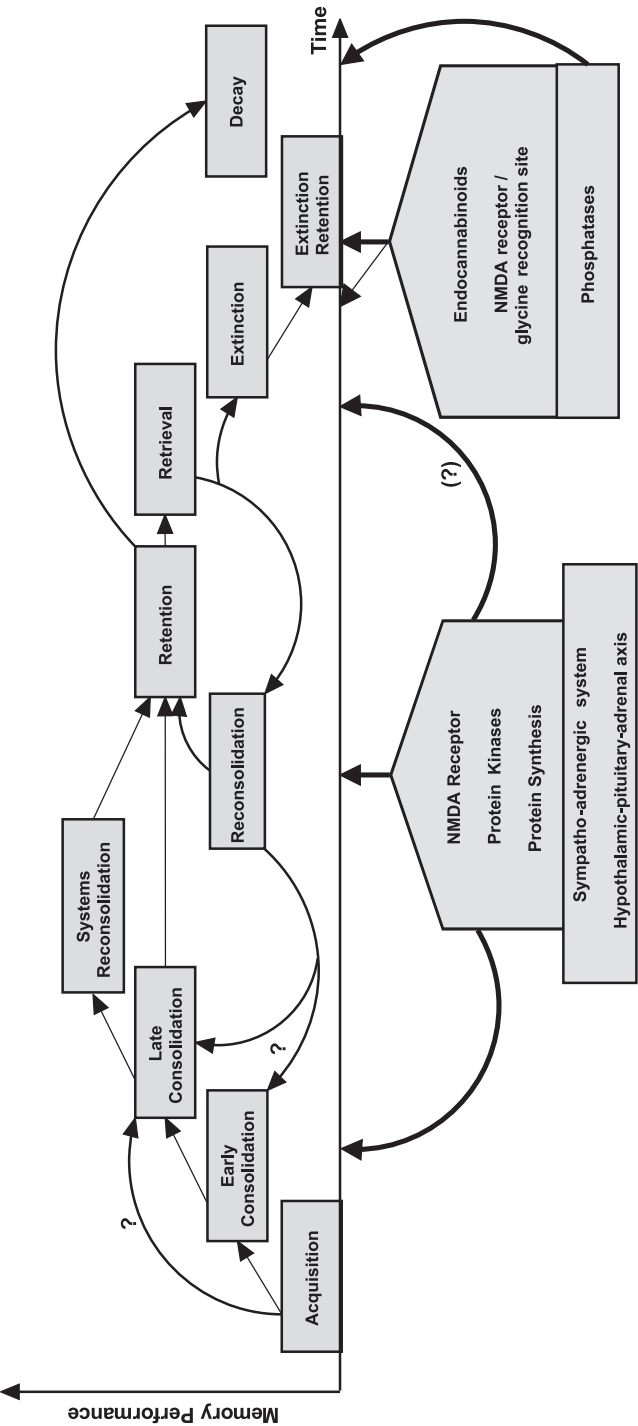 Memory Performance
Time
Acquisition
?
Early
Consolidation
Late
Consolidation
?
Systems
Reconsolidation
Reconsolidation
Retention
Retrieval
Extinction
Extinction
Retention
Decay
NMDA Receptor
Protein Kinases
Protein Synthesis
Sympatho-adrenergic system
Hypothalamic-pituitary-adrenal axis
(?)
Endocannabinoids
NMDA receptor /
glycine recognition site
Phosphatases